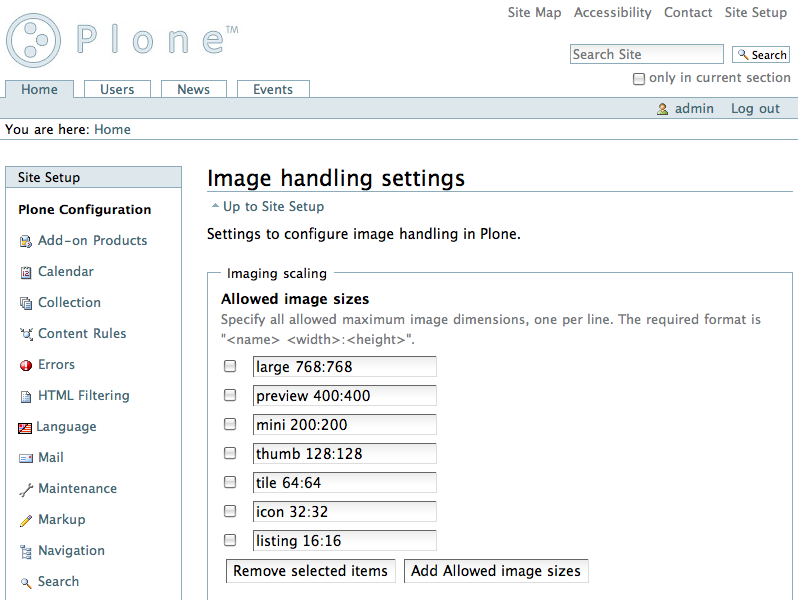 Site Map Accessibility Contact Site Setup
Plone™
Search Site Search
only in current section
Home Users News Events
admin Log out
You are here: Home
Site Setup
Plone Configuration
Add-on Products
Calendar
Collection
Content Rules
Errors
HTML Filtering
Language
Mail
Maintenance
Markup
Navigation
Search
Image handling settings
Up to Site Setup
Settings to configure image handling in Plone.
Imaging scaling
Allowed image sizes
Specify all allowed maximum image dimensions, one per line. The required format is
"<name> <width>:<height>".
large 768:768
preview 400:400
mini 200:200
thumb 128:128
tile 64:64
icon 32:32
listing 16:16
Remove selected items Add Allowed image sizes